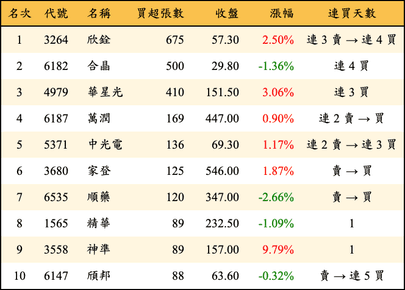 名次 代號 名稱 買超張數 收盤 漲幅 連買天數
1 3264 欣銓 675 57.30 2.50% 連 3 賣 → 連 4 買
2 6182 合晶 500 29.80 -1.36% 連 4 買
3 4979 華星光 410 151.50 3.06% 連 3 買
4 6187 萬潤 169 447.00 0.90% 連 2 賣 → 買
5 5371 中光電 136 69.30 1.17% 連 2 賣 → 連 3 買
6 3680 家登 125 546.00 1.87% 賣 → 買
7 6535 順藥 120 347.00 -2.66% 賣 → 買
8 1565 精華 89 232.50 -1.09% 1
9 3558 神準 89 157.00 9.79% 1
10 6147 頎邦 88 63.60 -0.32% 賣 → 連 5 買